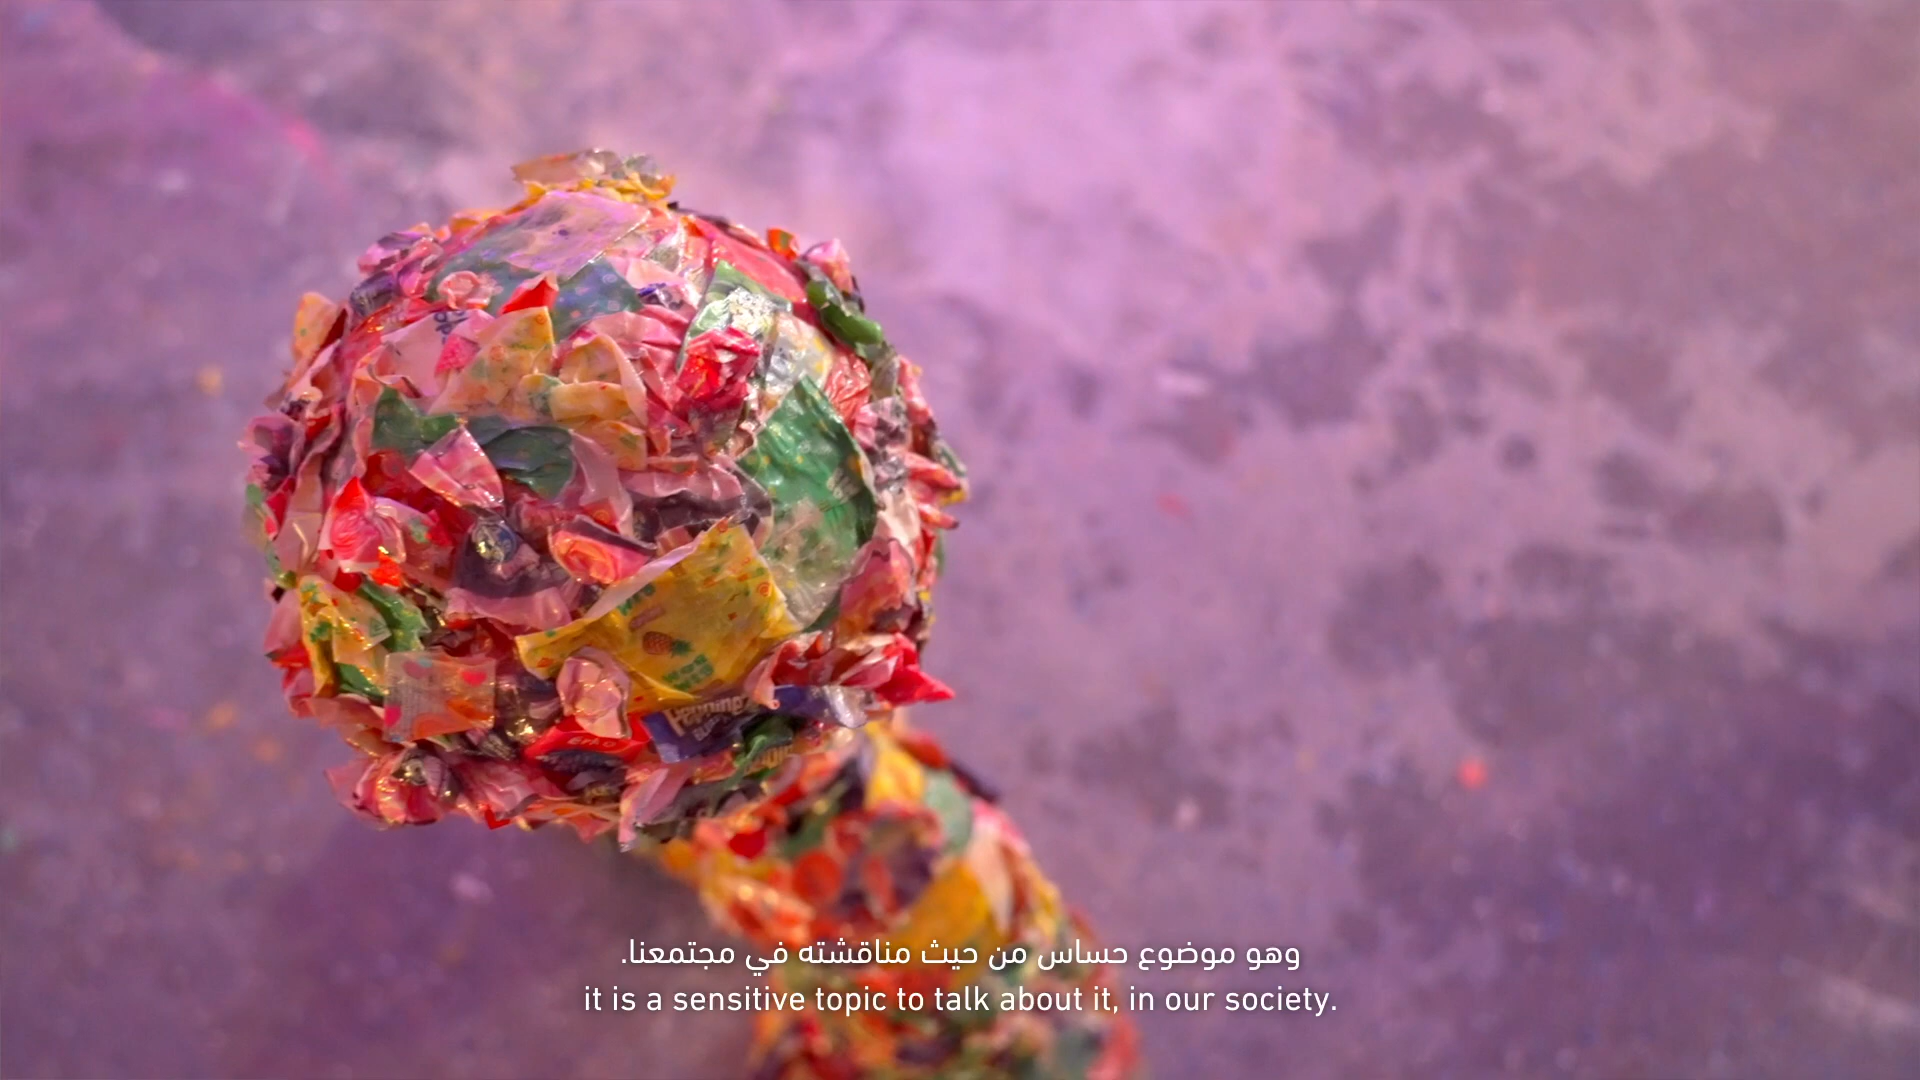 وهو موضوع حساس من حيث مناقشته في مجتمعنا.
it is a sensitive topic to talk about it, in our society.